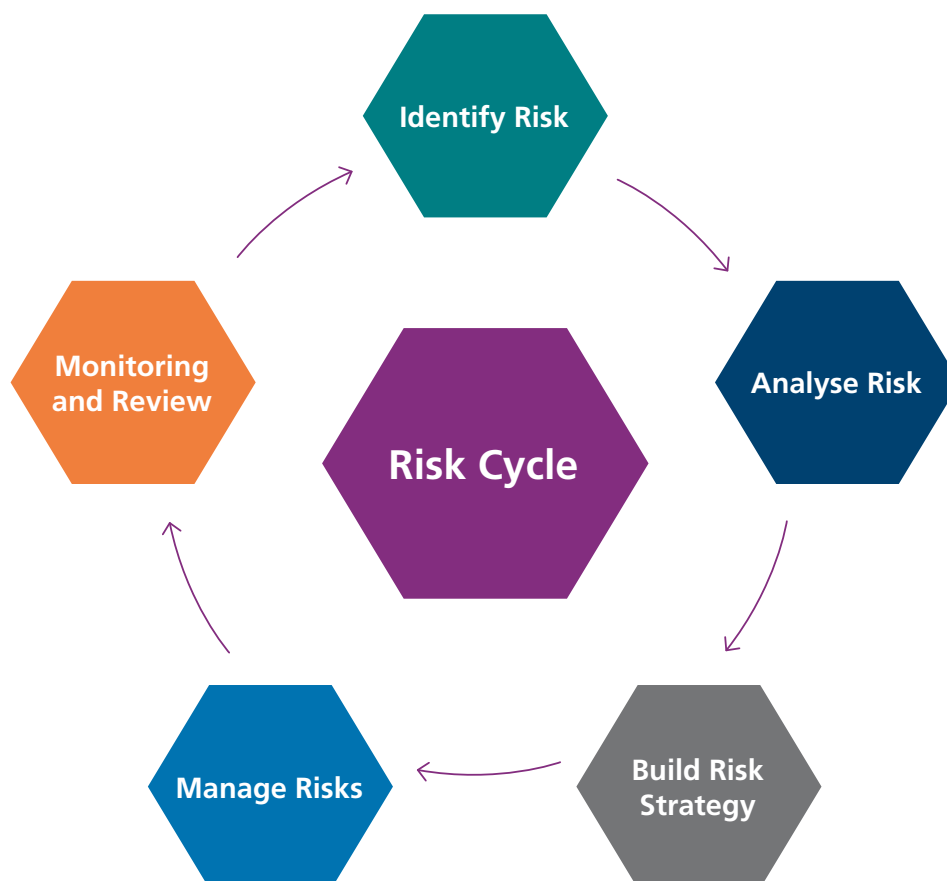 Identify Risk
Analyse Risk
Build Risk
Strategy
Manage Risks
Monitoring
and Review
Risk Cycle